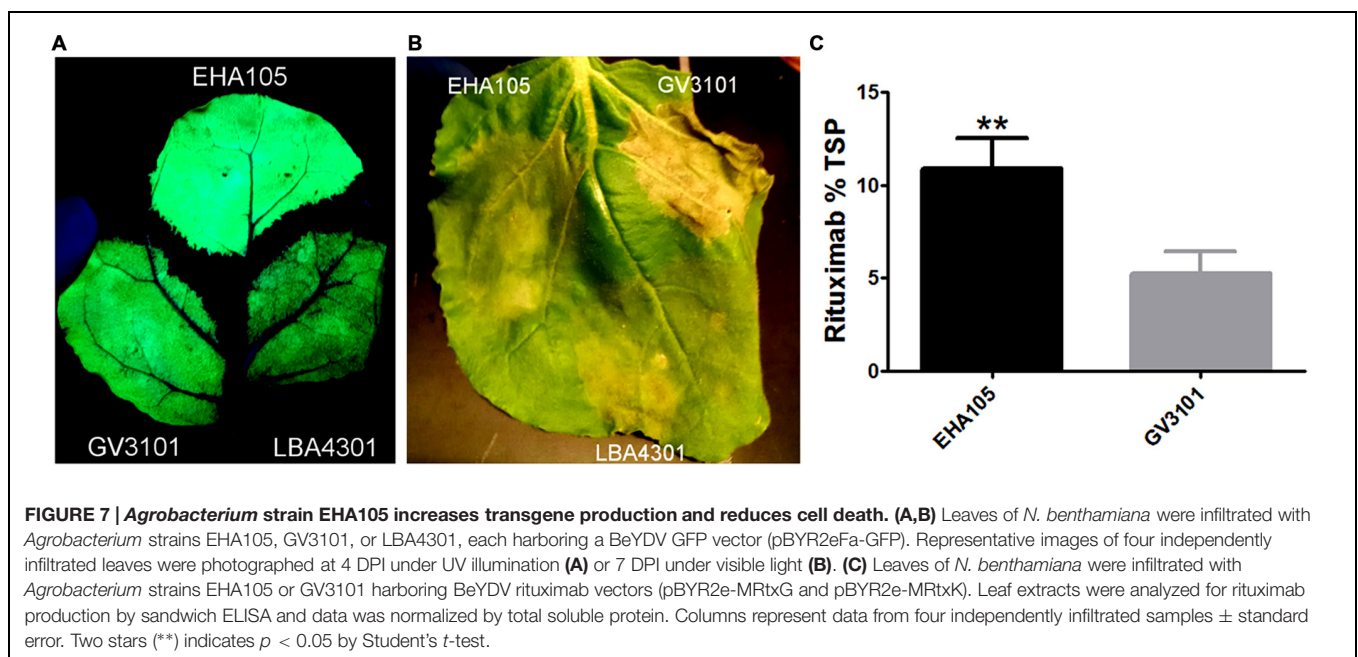 A
B
C
EHA105
GV3101
LBA4301
EHA105
GV3101
LBA4301
Rituximab % TSP
15
10
5
0
**
EHA105
GV3101
FIGURE 7 | Agrobacterium strain EHA105 increases transgene production and reduces cell death. (A,B) Leaves of N. benthamiana were infiltrated with
Agrobacterium strains EHA105, GV3101, or LBA4301, each harboring a BeYDV GFP vector (pBYR2eFa-GFP). Representative images of four independently
infiltrated leaves were photographed at 4 DPI under UV illumination (A) or 7 DPI under visible light (B). (C) Leaves of N. benthamiana were infiltrated with
Agrobacterium strains EHA105 or GV3101 harboring BeYDV rituximab vectors (pBYR2e-MRtxG and pBYR2e-MRtxK). Leaf extracts were analyzed for rituximab
production by sandwich ELISA and data was normalized by total soluble protein. Columns represent data from four independently infiltrated samples ± standard
error. Two stars (**) indicates p < 0.05 by Student's t-test.